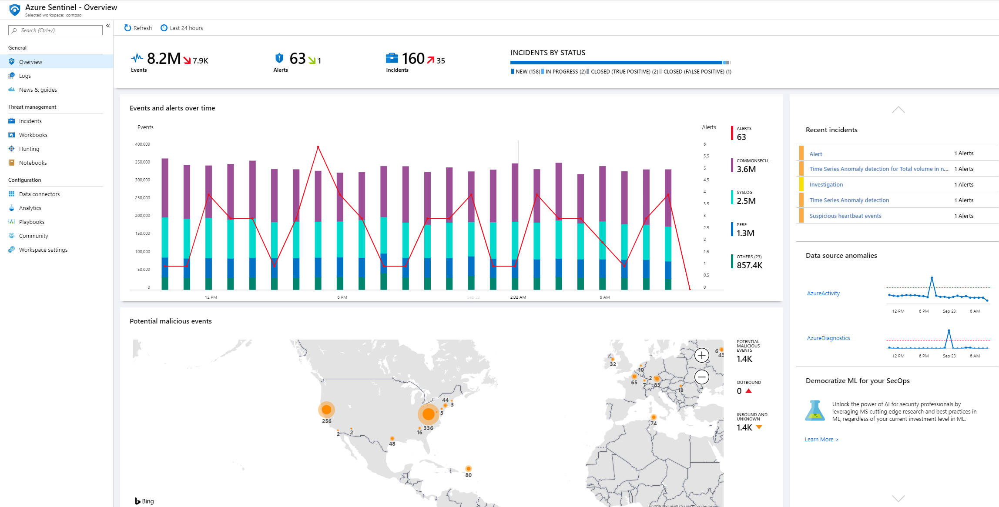 Azure Sentinel - Overview
Selected workspace: contoso
Search (Ctrl+/)
«
General
Overview
Logs
News & guides
Threat management
Incidents
Workbooks
Hunting
Notebooks
Configuration
Data connectors
Analytics
Playbooks
Community
Workspace settings
Refresh
Last 24 hours
8.2M 7.9K
Events
63 1
Alerts
160 35
Incidents
INCIDENTS BY STATUS
NEW (158) IN PROGRESS (2) CLOSED (TRUE POSITIVE) (2) CLOSED (FALSE POSITIVE) (1)
Events and alerts over time
Events
400,000
350,000
300,000
250,000
200,000
150,000
100,000
50,000
0
Alerts
6
5.5
5
4.5
4
3.5
3
2.5
2
1.5
1
0.5
0
12 PM
6 PM
Sep 23
2:02 AM
6 AM
ALERTS
63
COMMONSECU...
3.6M
SYSLOG
2.5M
PERF
1.3M
OTHERS (23)
857.4K
Potential malicious events
256
2
2
48
16
336
5
44
3
80
32
10
65
7
2
83
18
74
6
43
Bing
© 2019 Microsoft Corporation Terms
POTENTIAL
MALICIOUS
EVENTS
1.4K
OUTBOUND
0
INBOUND AND
UNKNOWN
1.4K
Recent incidents
Alert 1 Alerts
Time Series Anomaly detection for Total volume in n... 1 Alerts
Investigation 1 Alerts
Time Series Anomaly detection 1 Alerts
Suspicious heartbeat events 1 Alerts
Data source anomalies
AzureActivity
12 PM 6 PM Sep 23 6 AM
AzureDiagnostics
12 PM 6 PM Sep 23 6 AM
Democratize ML for your SecOps
Unlock the power of AI for security professionals by
leveraging MS cutting edge research and best practices in
ML, regardless of your current investment level in ML.
Learn More >